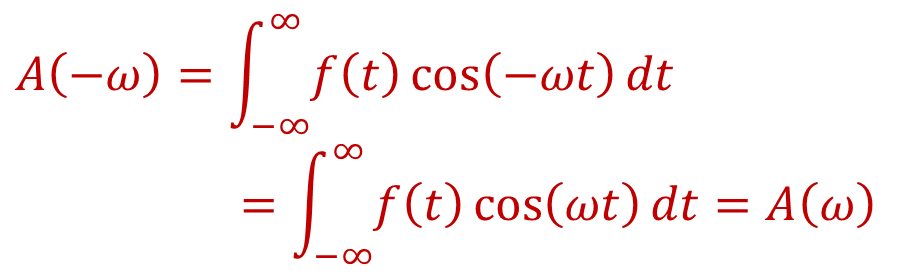 A(−ω) = ∫_{−∞}^{∞} f(t) cos(−ωt) dt
= ∫_{−∞}^{∞} f(t) cos(ωt) dt = A(ω)